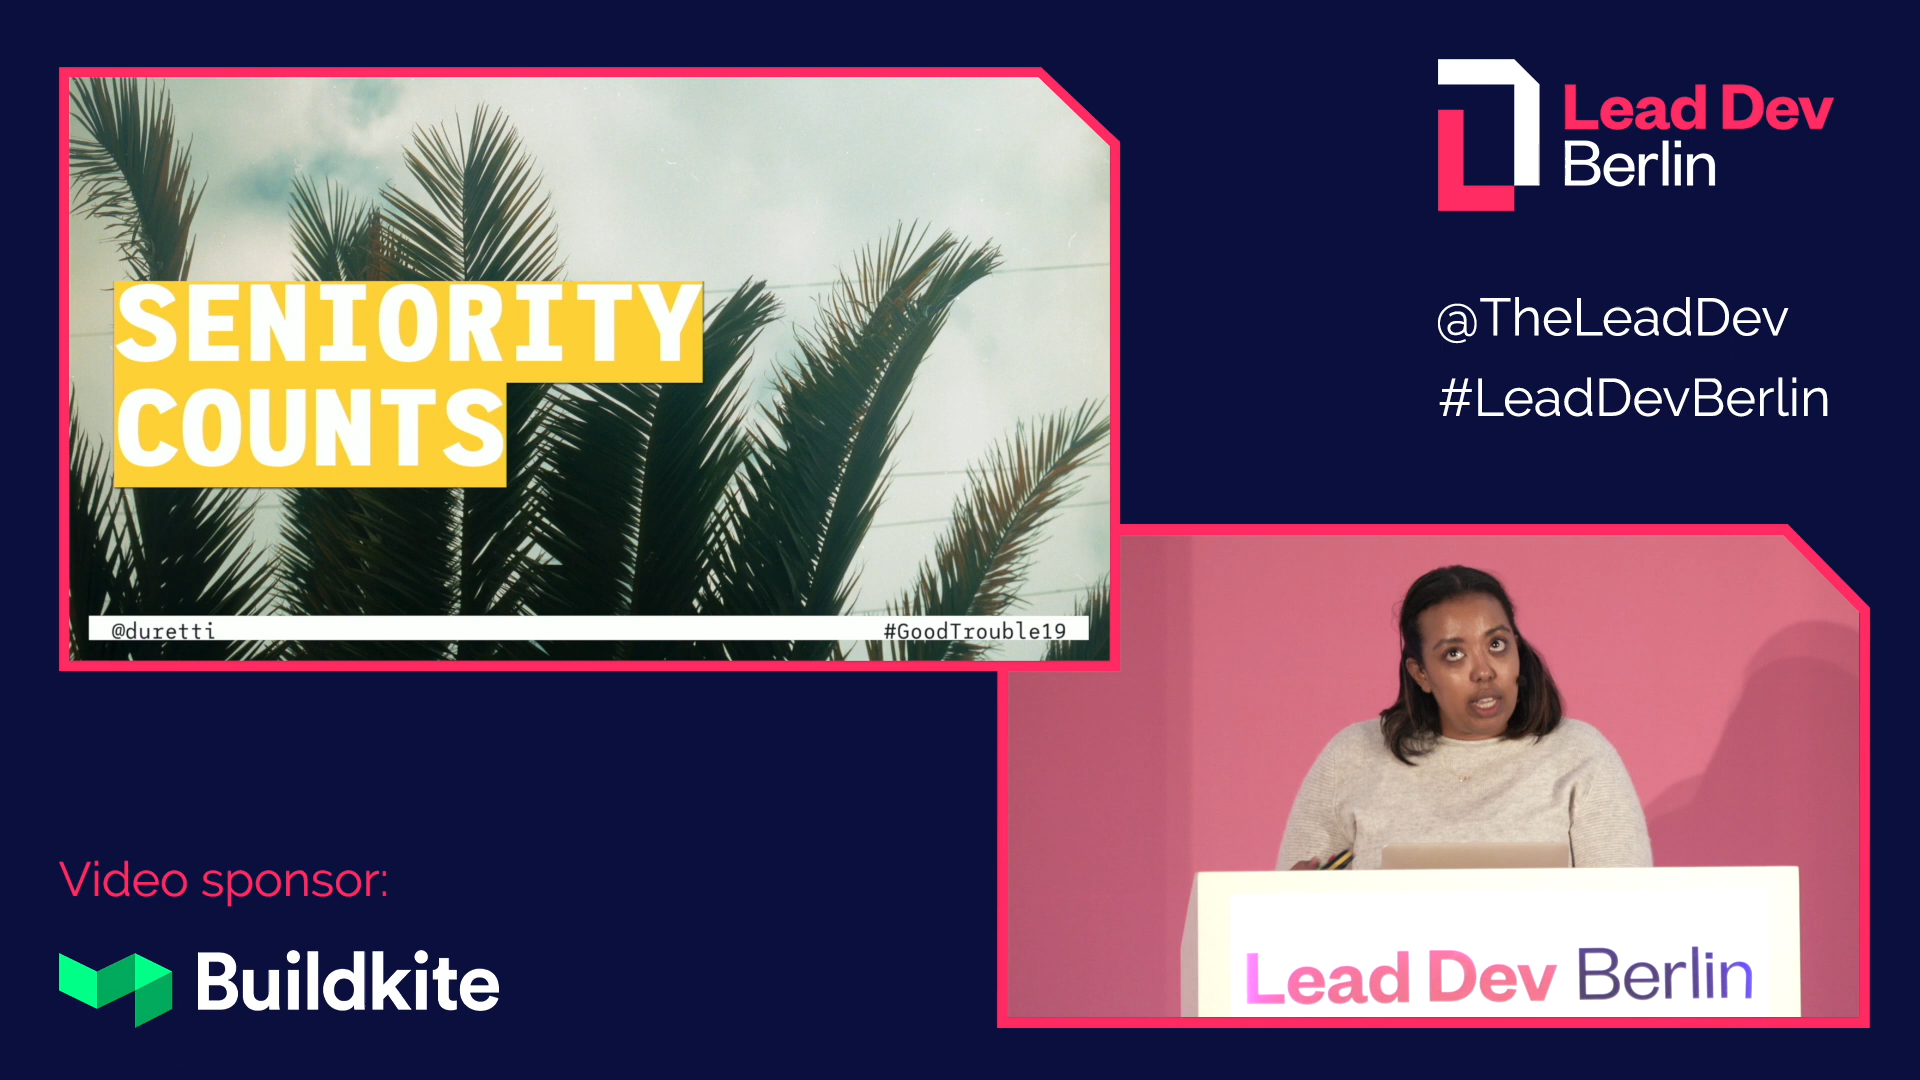 SENIORITY
COUNTS
@duretti
#GoodTrouble19
Lead Dev
Berlin
@TheLeadDev
#LeadDevBerlin
Video sponsor:
Buildkite
Lead Dev Berlin